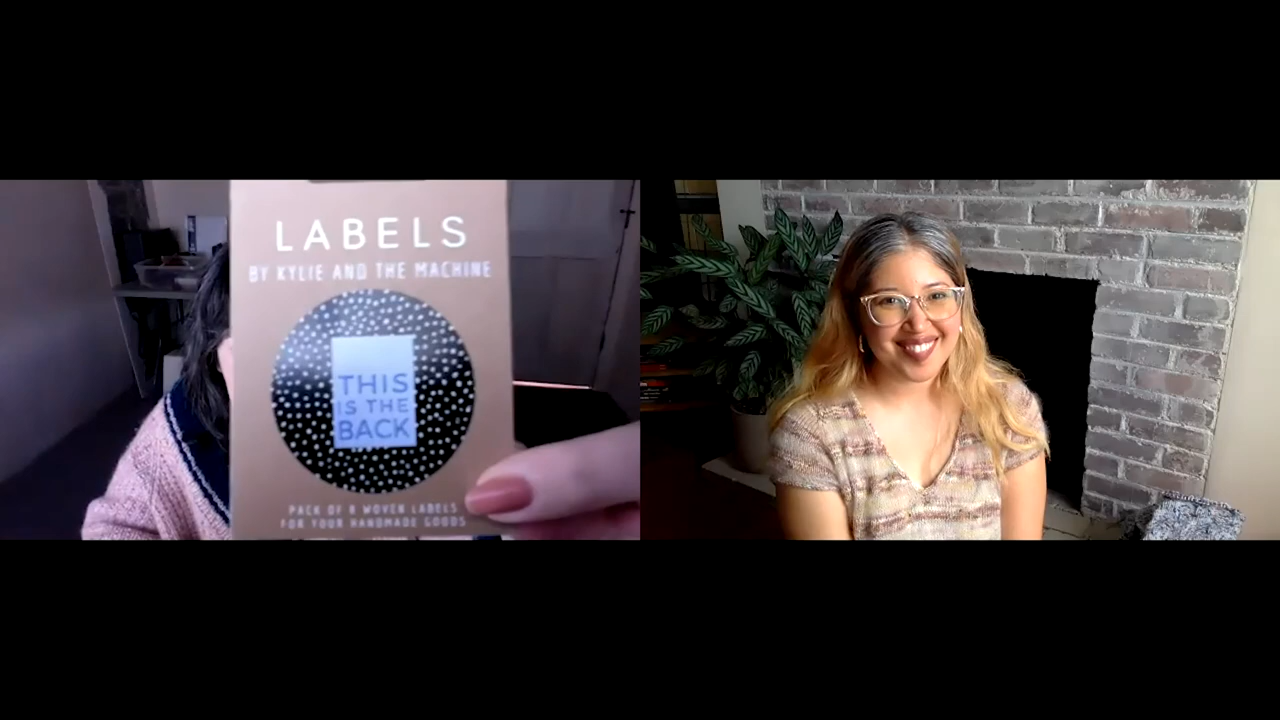 LABELS
BY KYLIE AND THE MACHINE
THIS
IS THE
BACK
PACK OF 8 WOVEN LABELS
FOR YOUR HANDMADE GOODS